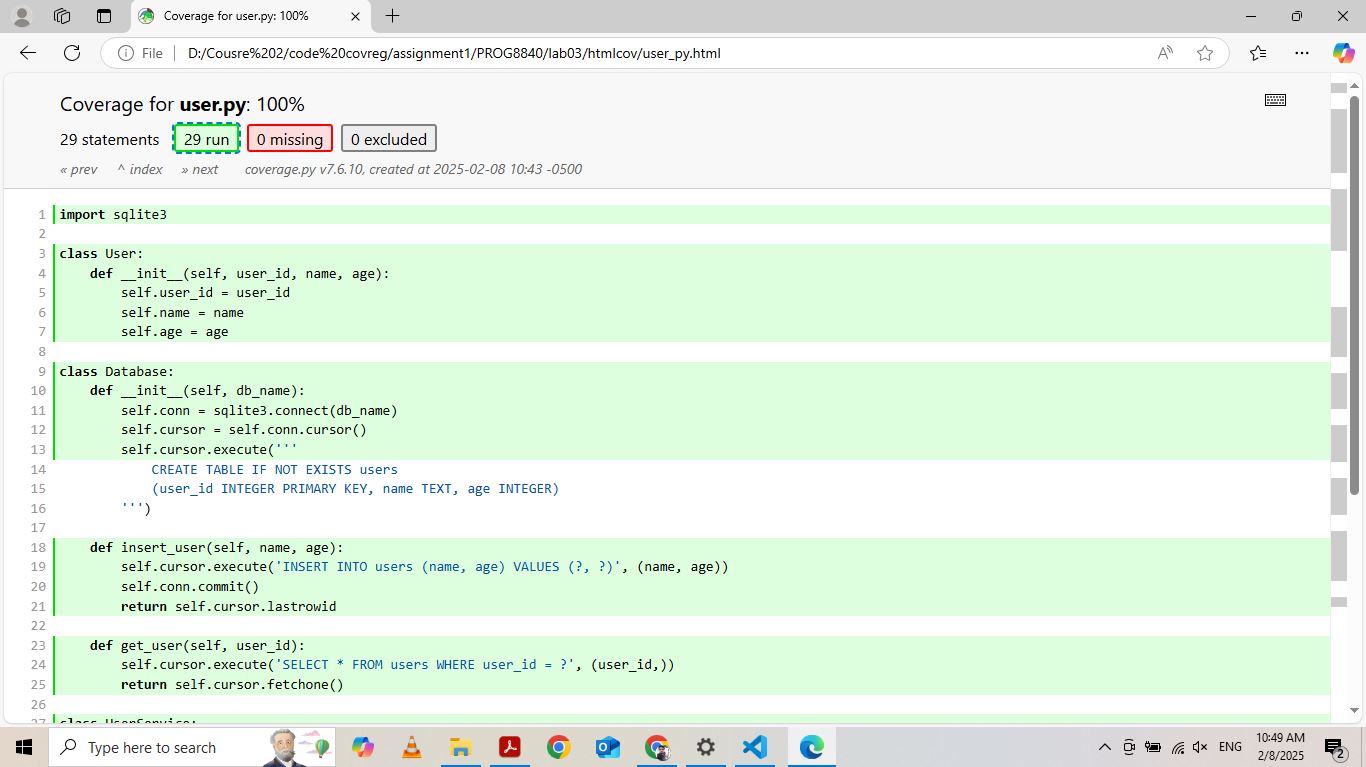 Coverage for user.py: 100%
File D:/Cousre%202/code%20covreg/assignment1/PROG8840/lab03/htmlcov/user_py.html
Coverage for user.py: 100%
29 statements 29 run 0 missing 0 excluded
« prev ^ index » next coverage.py v7.6.10, created at 2025-02-08 10:43 -0500
1 import sqlite3
2
3 class User:
4 def __init__(self, user_id, name, age):
5 self.user_id = user_id
6 self.name = name
7 self.age = age
8
9 class Database:
10 def __init__(self, db_name):
11 self.conn = sqlite3.connect(db_name)
12 self.cursor = self.conn.cursor()
13 self.cursor.execute('''
14 CREATE TABLE IF NOT EXISTS users
15 (user_id INTEGER PRIMARY KEY, name TEXT, age INTEGER)
16 ''')
17
18 def insert_user(self, name, age):
19 self.cursor.execute('INSERT INTO users (name, age) VALUES (?, ?)', (name, age))
20 self.conn.commit()
21 return self.cursor.lastrowid
22
23 def get_user(self, user_id):
24 self.cursor.execute('SELECT * FROM users WHERE user_id = ?', (user_id,))
25 return self.cursor.fetchone()
26
27 class UserService:
Type here to search
ENG
10:49 AM
2/8/2025
2